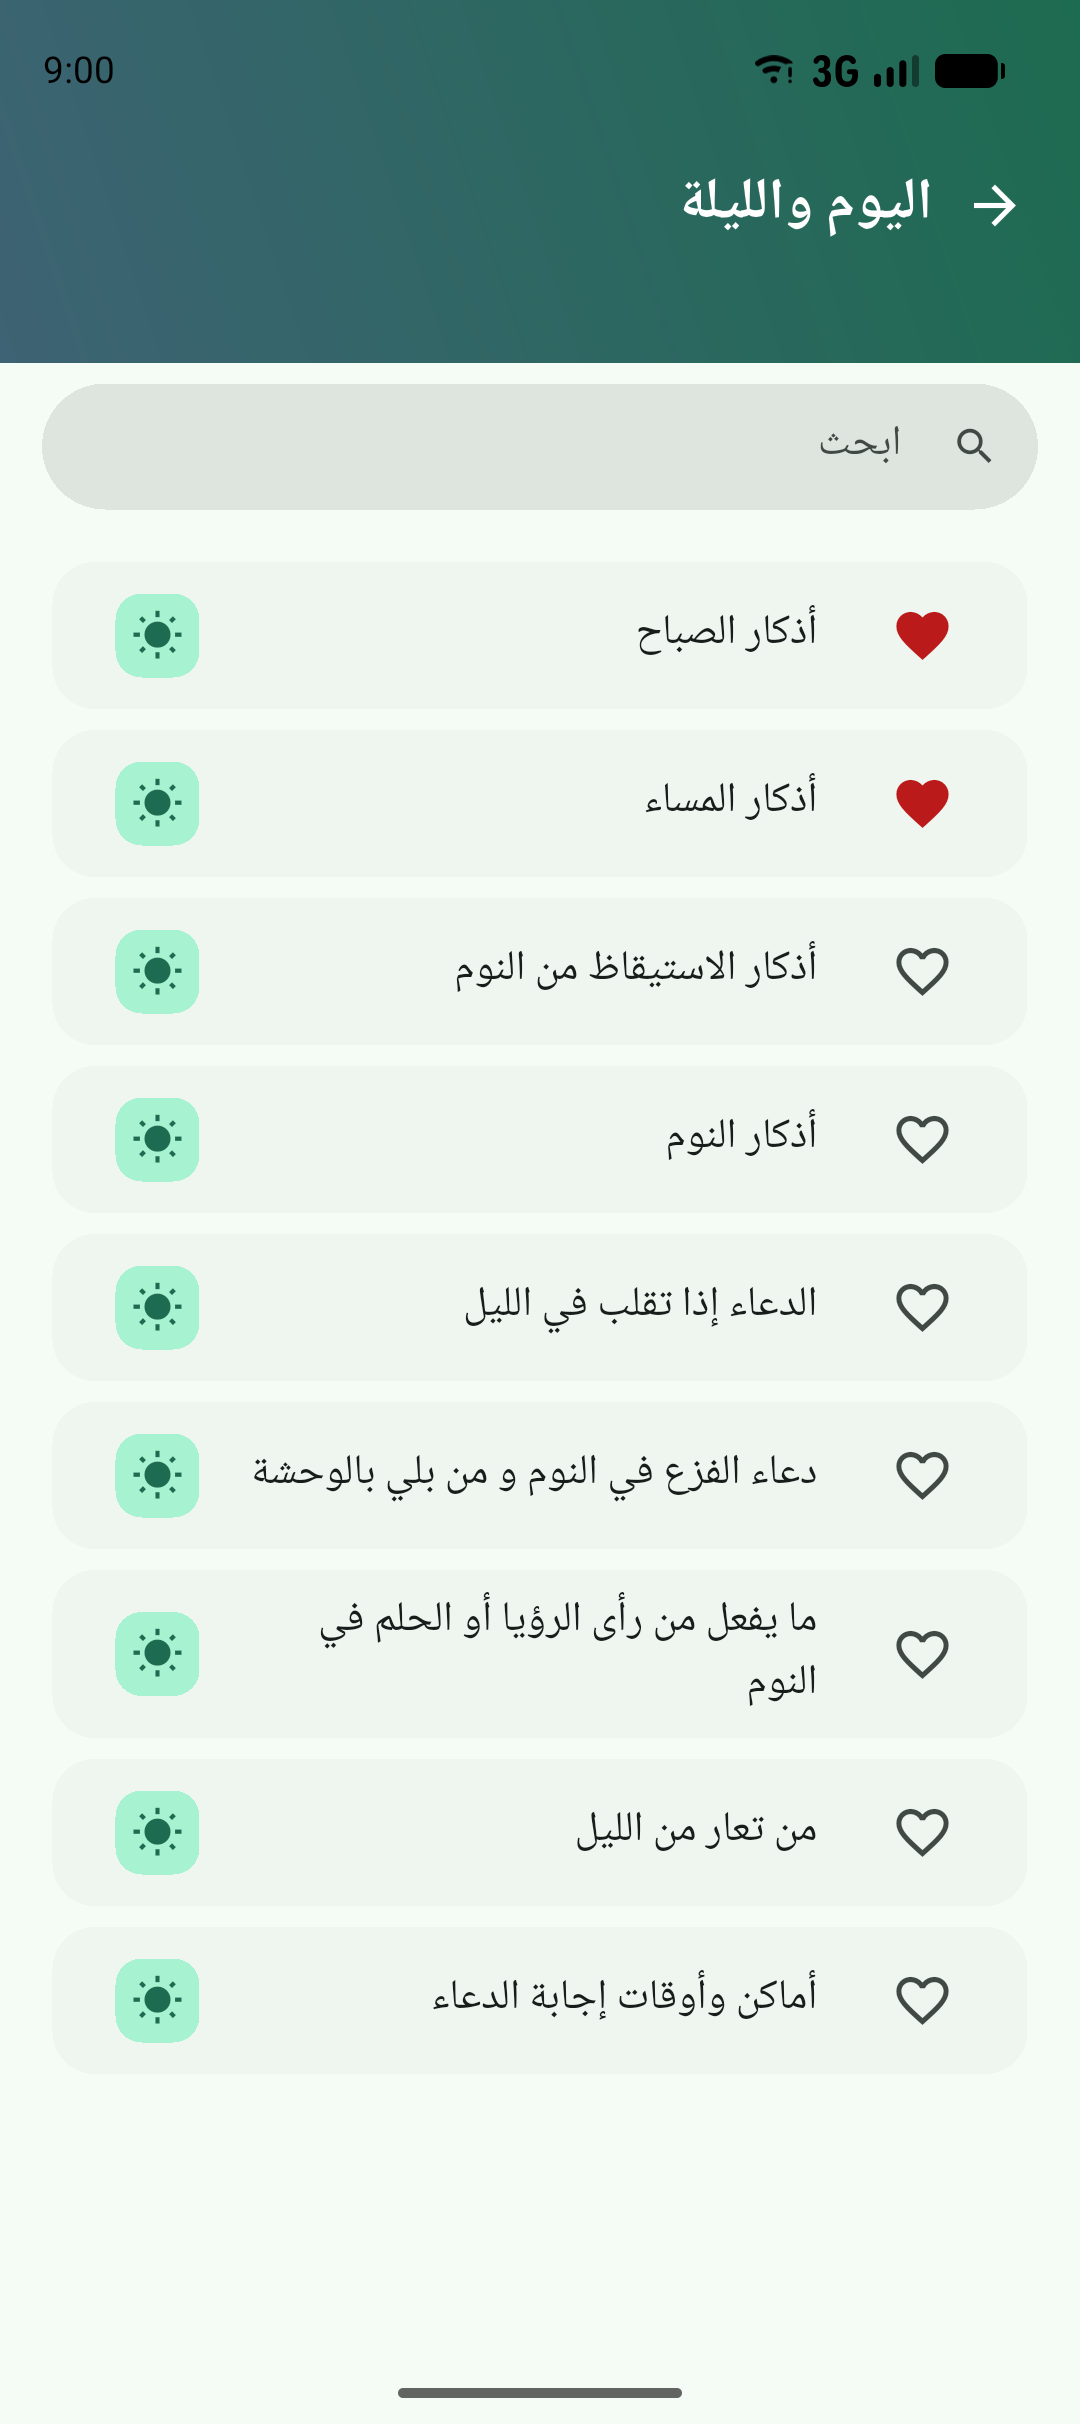 9:00
3G
اليوم والليلة
ابحث
أذكار الصباح
أذكار المساء
أذكار الاستيقاظ من النوم
أذكار النوم
الدعاء إذا تقلب في الليل
دعاء الفزع في النوم و من بلي بالوحشة
ما يفعل من رأى الرؤيا أو الحلم في
النوم
من تعار من الليل
أماكن وأوقات إجابة الدعاء